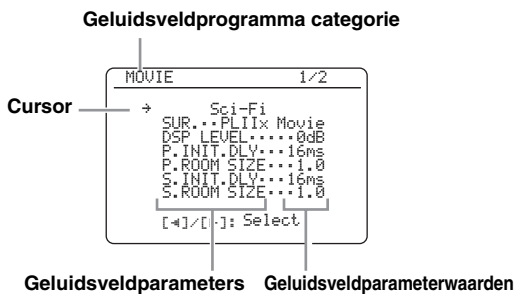 Geluidsveldprogramma categorie
MOVIE 1/2
Cursor → Sci-Fi
SUR.··PLIIx Movie
DSP LEVEL·····0dB
P.INIT.DLY···16ms
P.ROOM SIZE···1.0
S.INIT.DLY···16ms
S.ROOM SIZE···1.0
[◄]/[►]: Select
Geluidsveldparameters Geluidsveldparameterwaarden